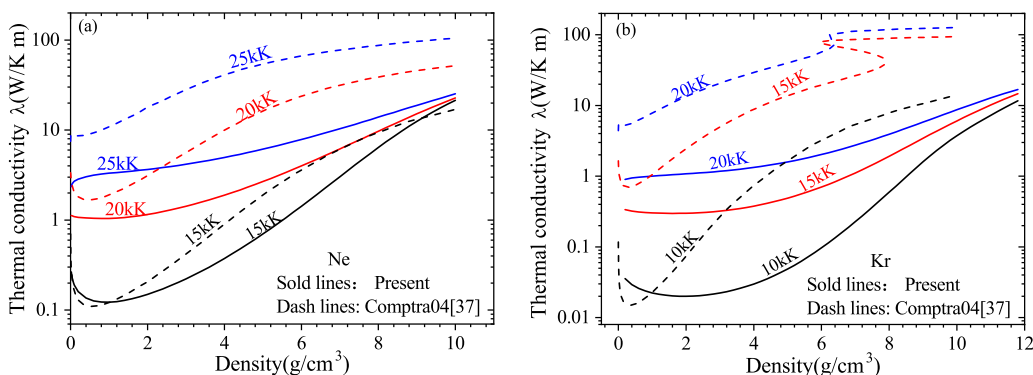 (a)
Thermal conductivity λ(W/K m)
100
10
1
0.1
25kK
20kK
25kK
20kK
15kK
15kK
Ne
Sold lines： Present
Dash lines: Comptra04[37]
0 2 4 6 8 10
Density(g/cm³)
(b)
Thermal conductivity λ(W/K m)
100
10
1
0.1
0.01
20kK
15kK
20kK
15kK
10kK
10kK
Kr
Sold lines： Present
Dash lines: Comptra04[37]
0 2 4 6 8 10 12
Density(g/cm³)